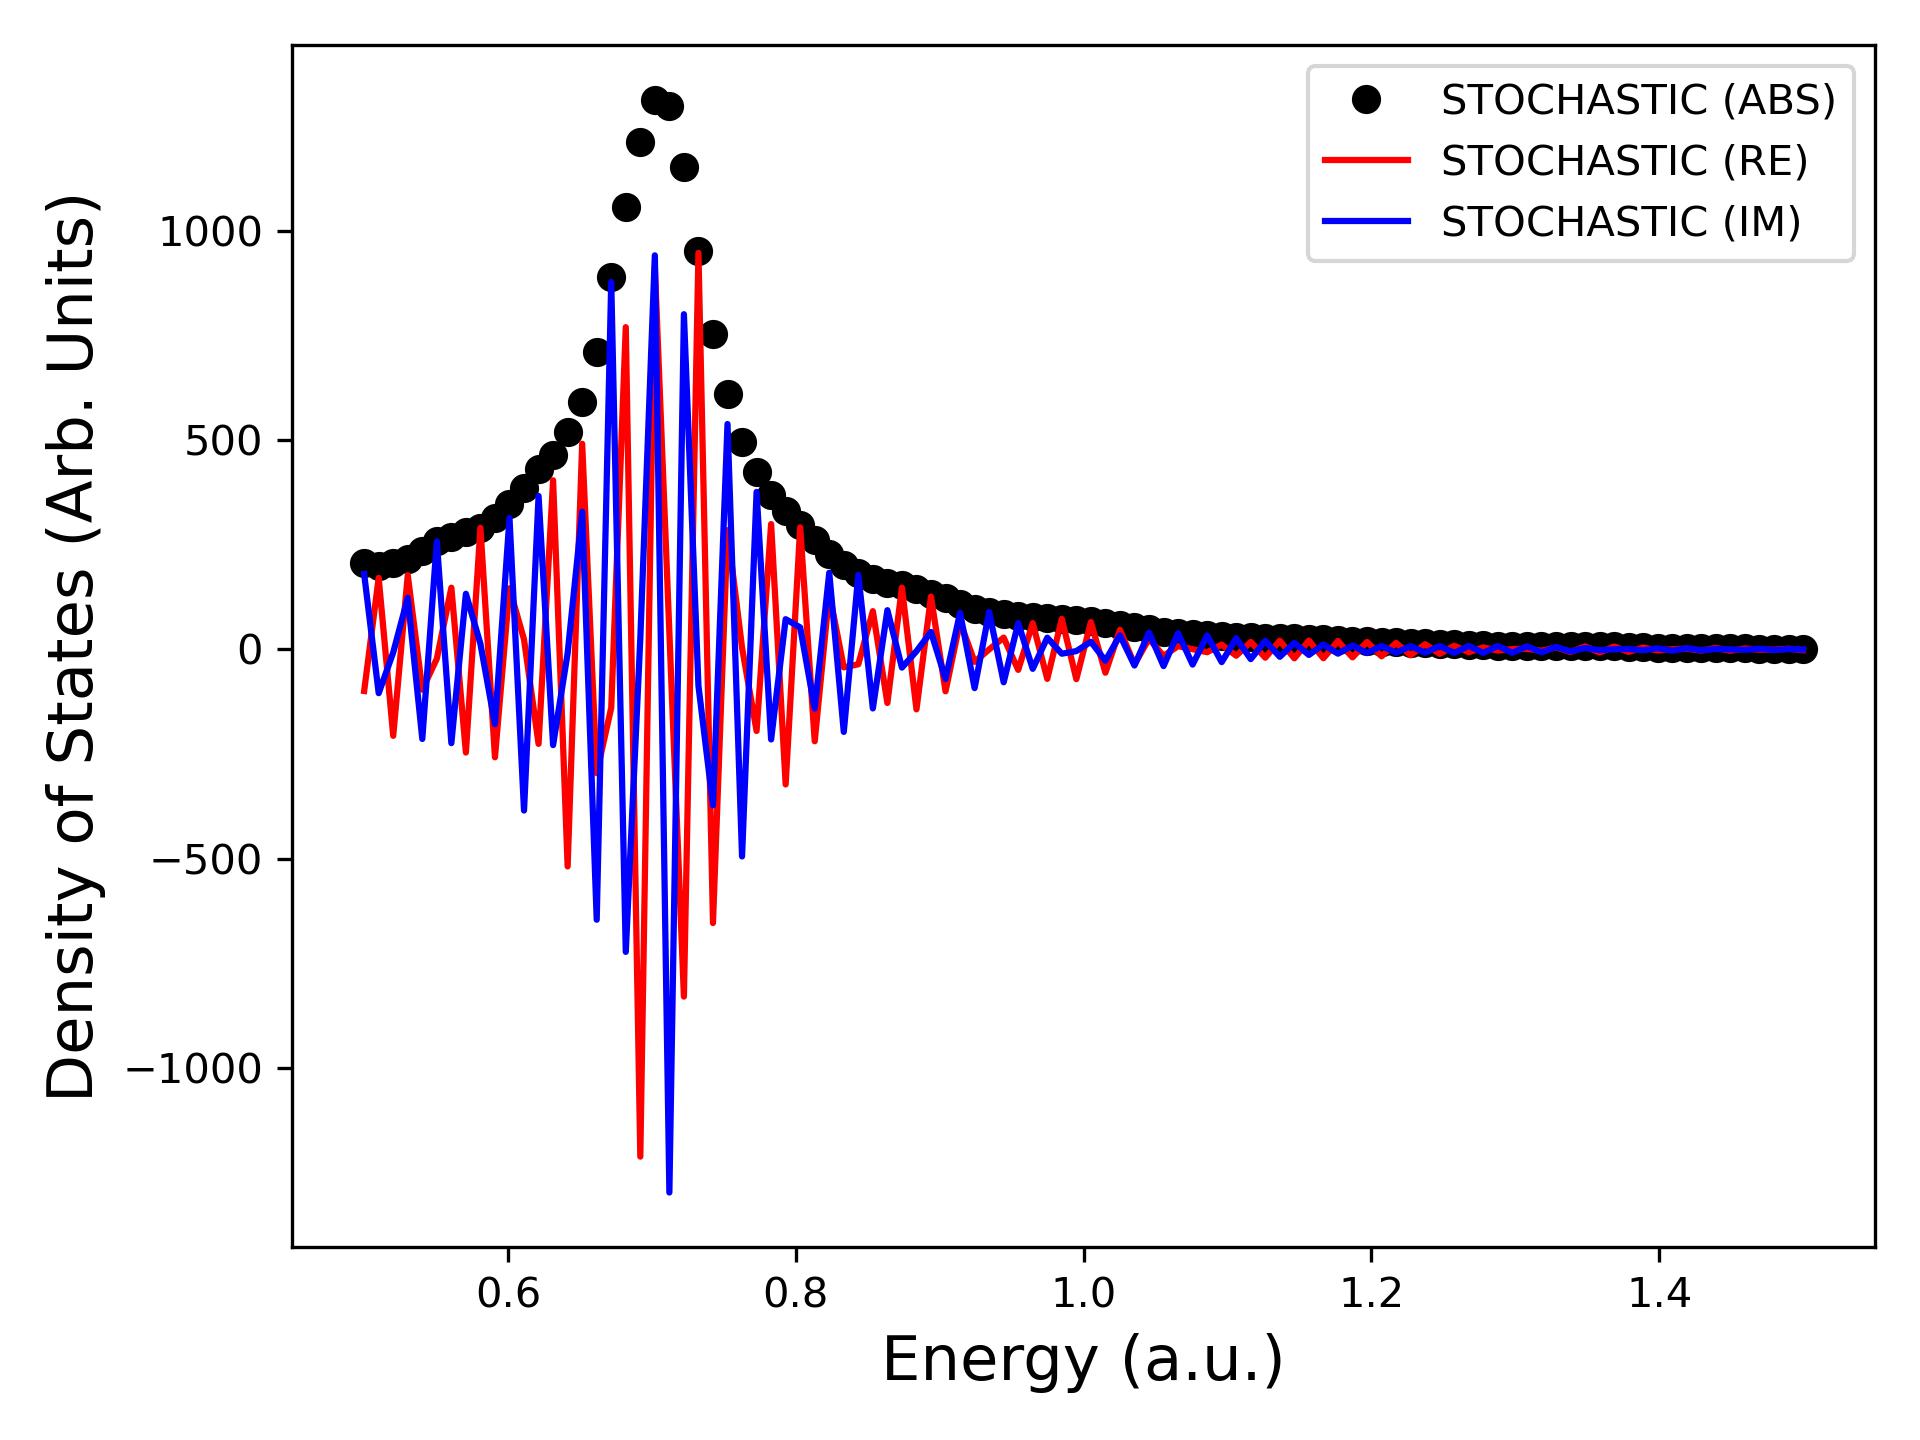 STOCHASTIC (ABS)
STOCHASTIC (RE)
STOCHASTIC (IM)
Density of States (Arb. Units)
1000
500
0
−500
−1000
0.6 0.8 1.0 1.2 1.4
Energy (a.u.)